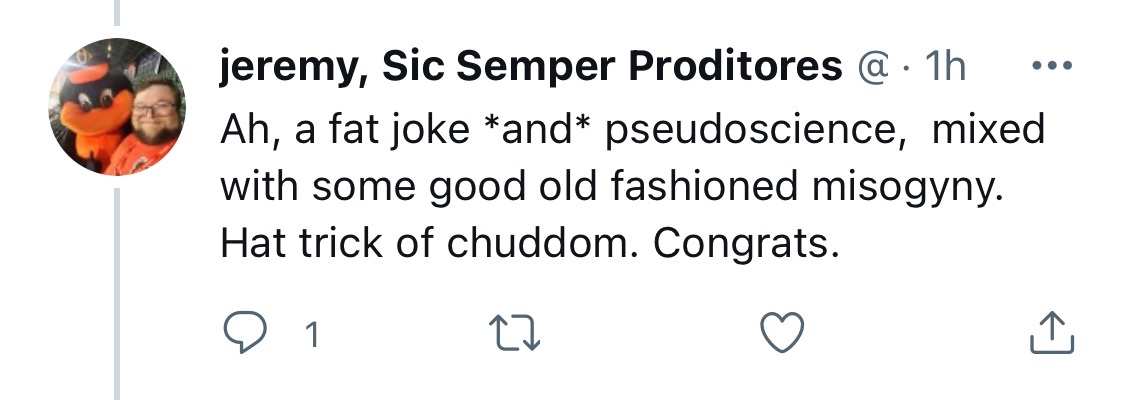 jeremy, Sic Semper Proditores @ · 1h
Ah, a fat joke *and* pseudoscience,  mixed
with some good old fashioned misogyny.
Hat trick of chuddom. Congrats.
1